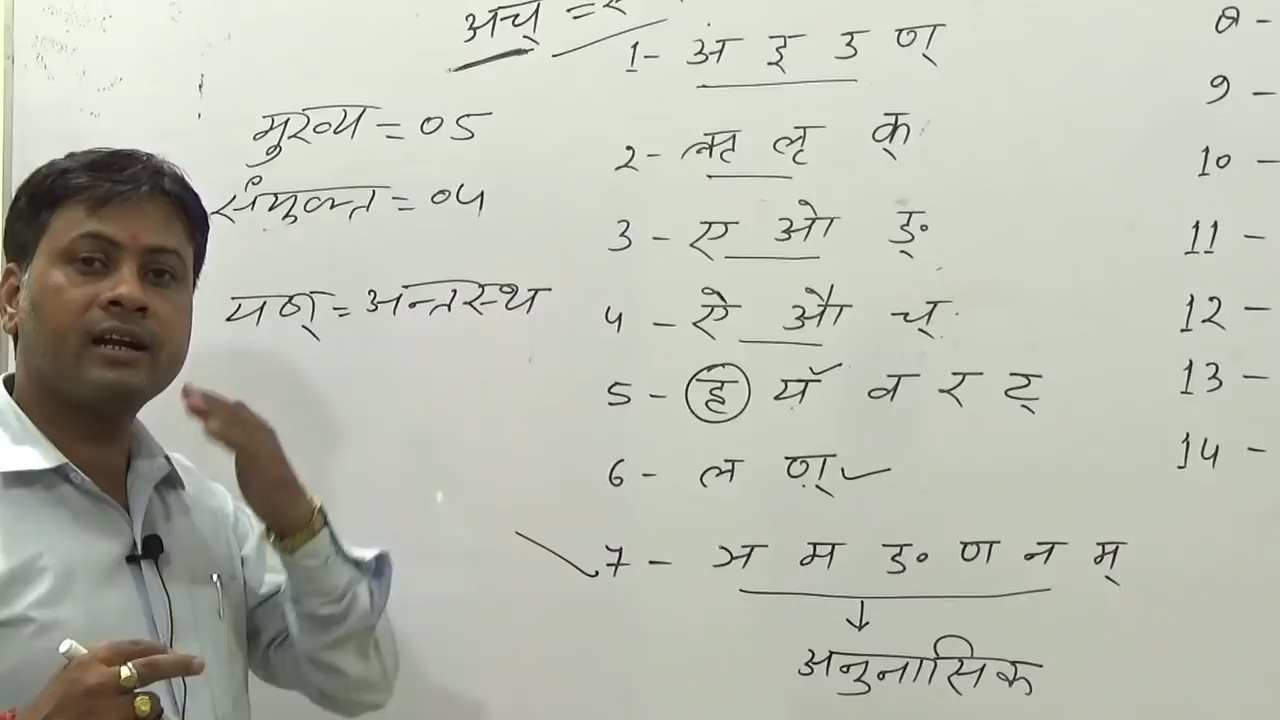 अच् =
मुख्य = 05
संयुक्त = 04
यण् = अन्तस्थ
1- अ इ उ ण्
2- ऋ लृ क्
3 - ए ओ ङ्
4 - ऐ औ च्
5 - ह य व र ट्
6 - ल ण्
7 - ञ म ङ ण न म्
अनुनासिक
8 -
9 -
10 -
11 -
12 -
13 -
14 -